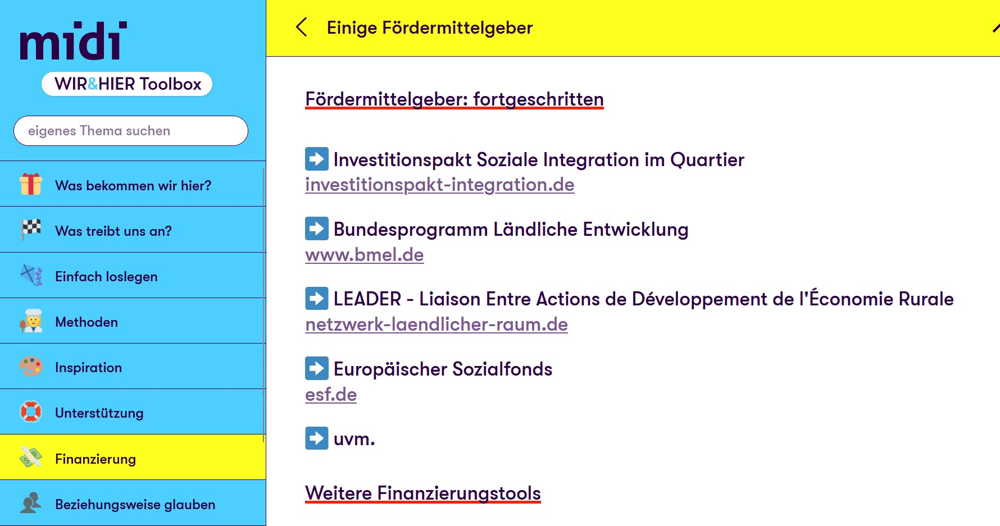 midi
WIR&HIER Toolbox
eigenes Thema suchen
Was bekommen wir hier?
Was treibt uns an?
Einfach loslegen
Methoden
Inspiration
Unterstützung
Finanzierung
Beziehungsweise glauben
Einige Fördermittelgeber
Fördermittelgeber: fortgeschritten
Investitionspakt Soziale Integration im Quartier
investitionspakt-integration.de
Bundesprogramm Ländliche Entwicklung
www.bmel.de
LEADER - Liaison Entre Actions de Développement de l'Économie Rurale
netzwerk-laendlicher-raum.de
Europäischer Sozialfonds
esf.de
uvm.
Weitere Finanzierungstools